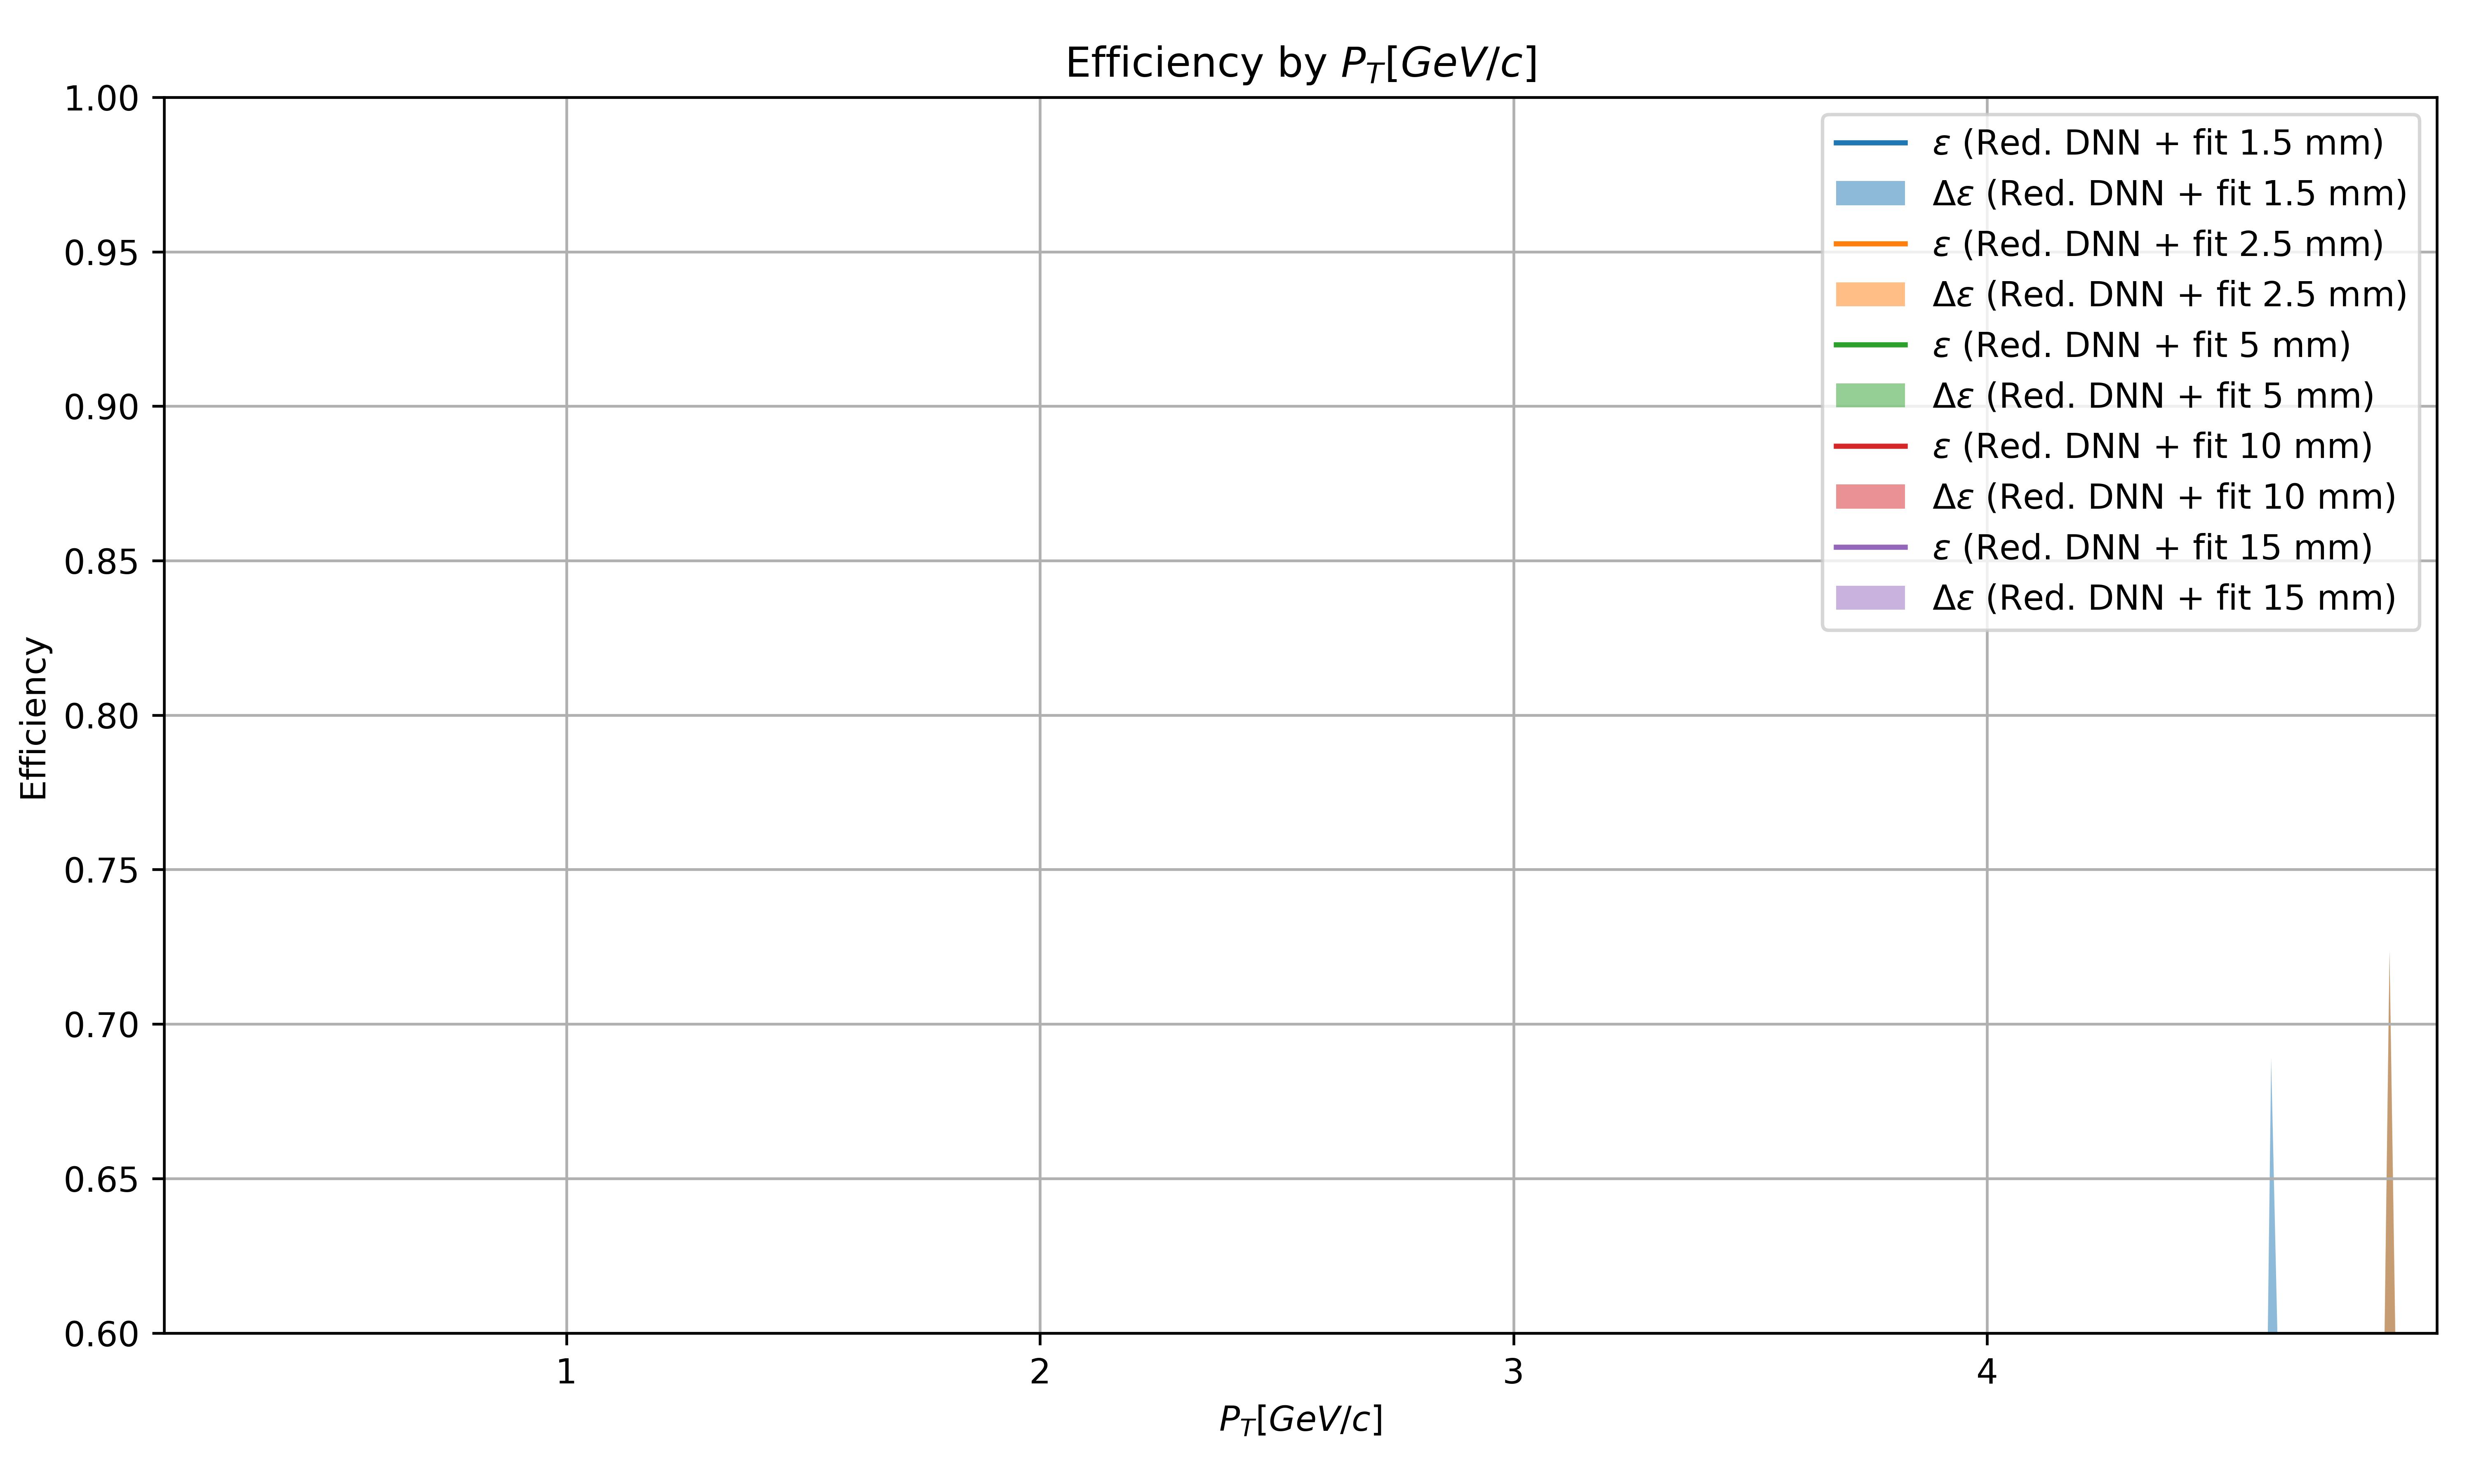 Efficiency by P_T[GeV/c]
1.00
0.95
0.90
0.85
0.80
0.75
0.70
0.65
0.60
Efficiency
ε (Red. DNN + fit 1.5 mm)
Δε (Red. DNN + fit 1.5 mm)
ε (Red. DNN + fit 2.5 mm)
Δε (Red. DNN + fit 2.5 mm)
ε (Red. DNN + fit 5 mm)
Δε (Red. DNN + fit 5 mm)
ε (Red. DNN + fit 10 mm)
Δε (Red. DNN + fit 10 mm)
ε (Red. DNN + fit 15 mm)
Δε (Red. DNN + fit 15 mm)
1 2 3 4
P_T[GeV/c]